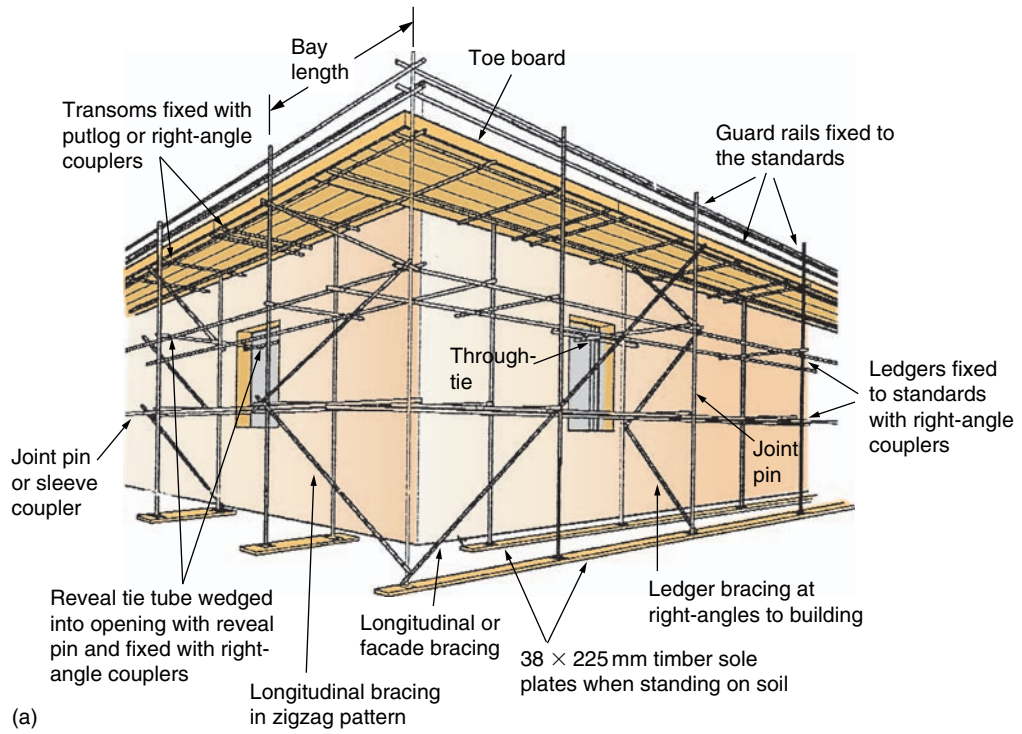 Bay
length
Toe board
Transoms fixed with
putlog or right-angle
couplers
Guard rails fixed to
the standards
Through-
tie
Ledgers fixed
to standards
with right-angle
couplers
Joint pin
or sleeve
coupler
Joint
pin
Reveal tie tube wedged
into opening with reveal
pin and fixed with right-
angle couplers
Longitudinal bracing
in zigzag pattern
Longitudinal or
facade bracing
38 × 225 mm timber sole
plates when standing on soil
Ledger bracing at
right-angles to building
(a)